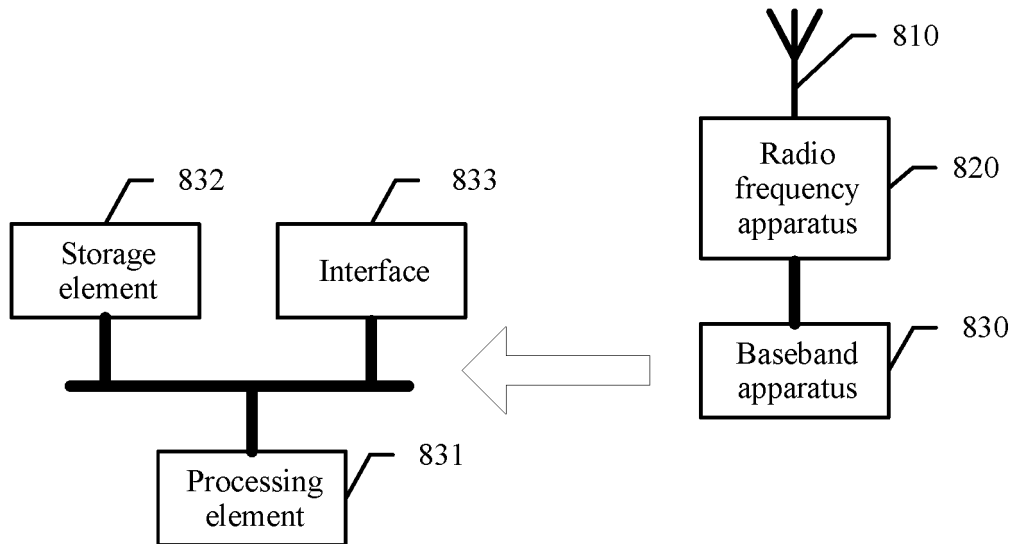 810
Radio
frequency
apparatus
820
832
833
Storage
element
Interface
830
Baseband
apparatus
831
Processing
element